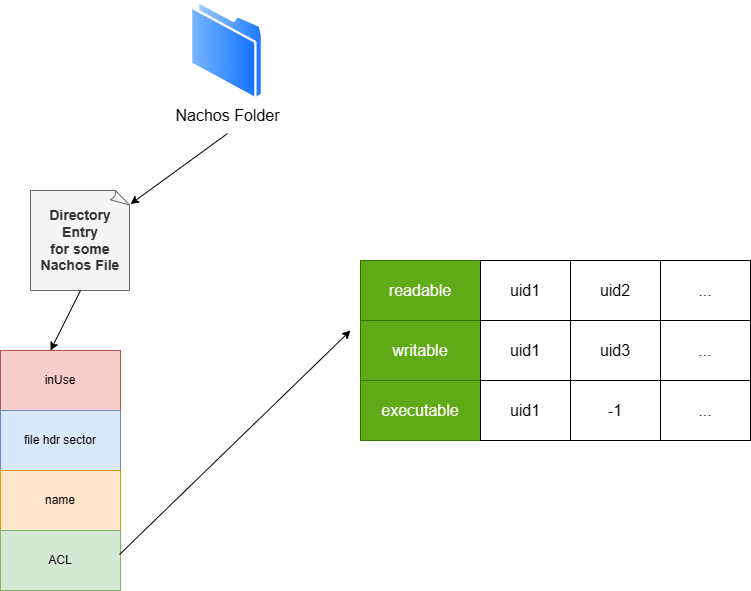 Nachos Folder
Directory
Entry
for some
Nachos File
inUse
file hdr sector
name
ACL
readable uid1 uid2 ...
writable uid1 uid3 ...
executable uid1 -1 ...